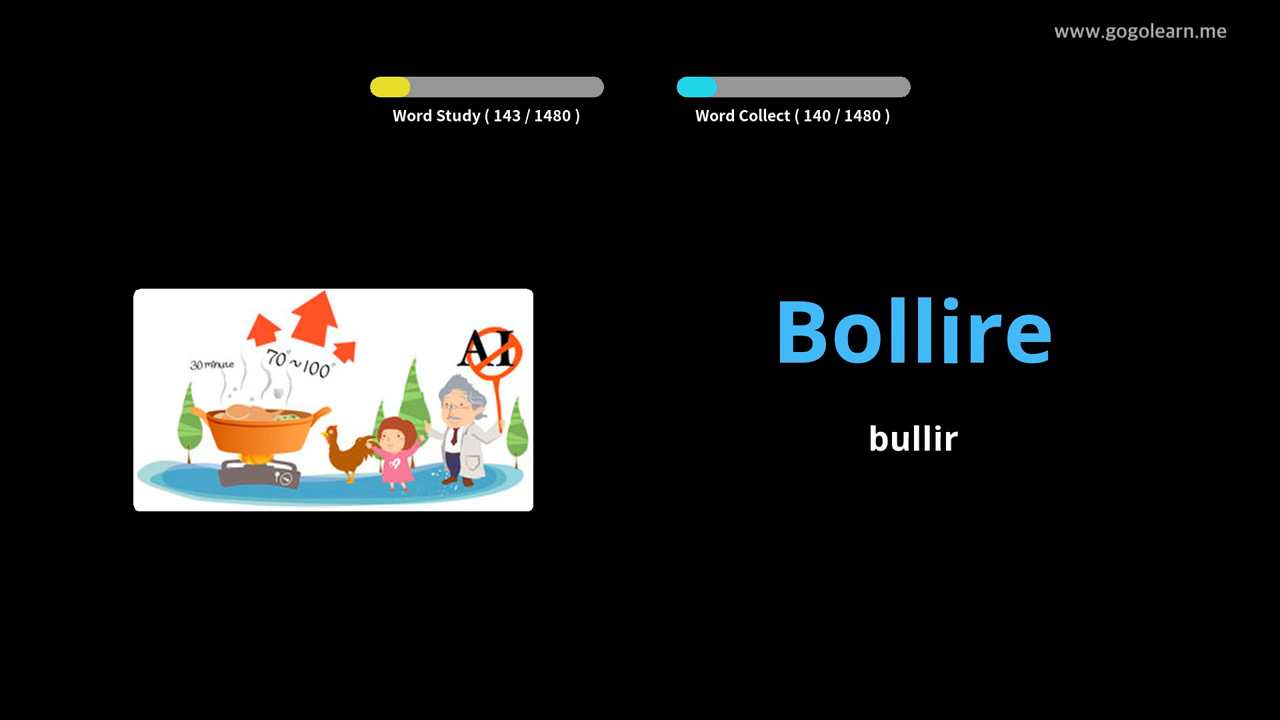 www.gogolearn.me
Word Study ( 143 / 1480 )
Word Collect ( 140 / 1480 )
30 minute
70°~100°
AI
Bollire
bullir